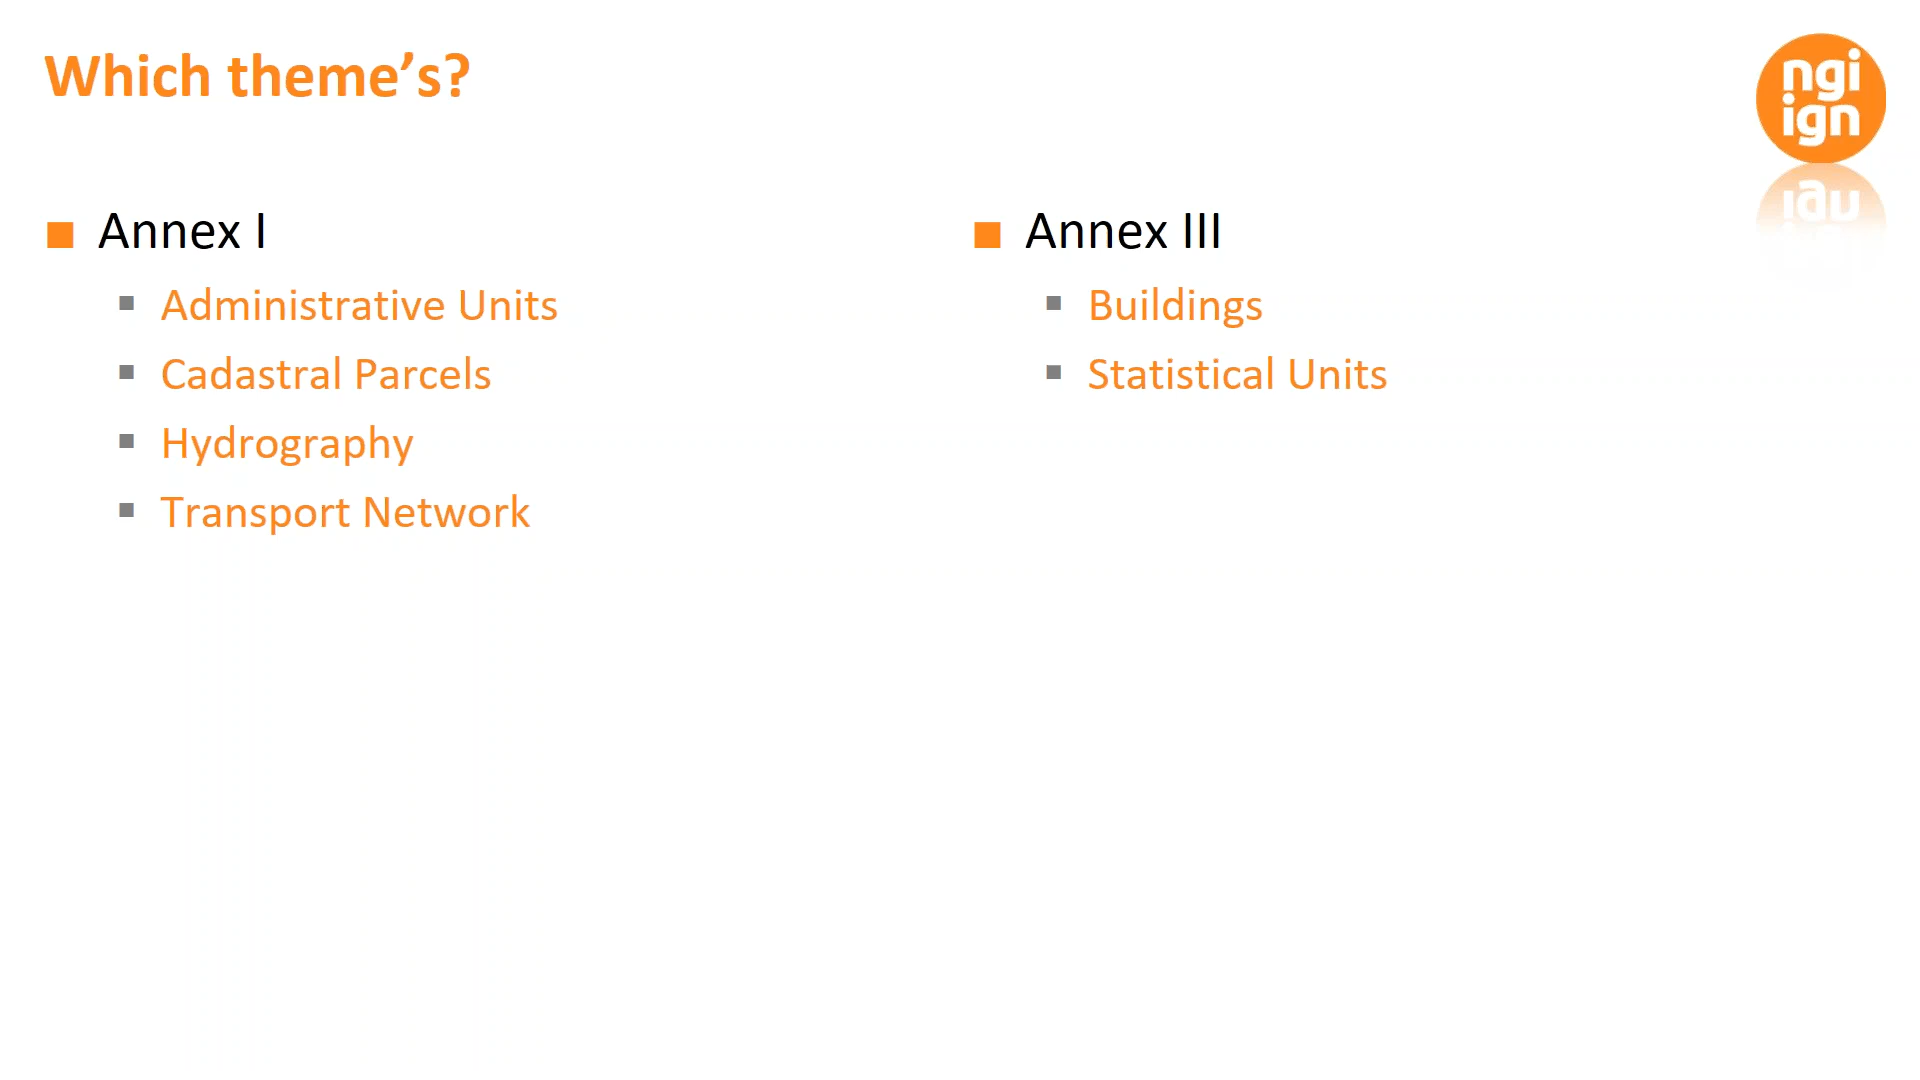 Which theme’s?
ngi
ign
Annex I
Administrative Units
Cadastral Parcels
Hydrography
Transport Network
Annex III
Buildings
Statistical Units